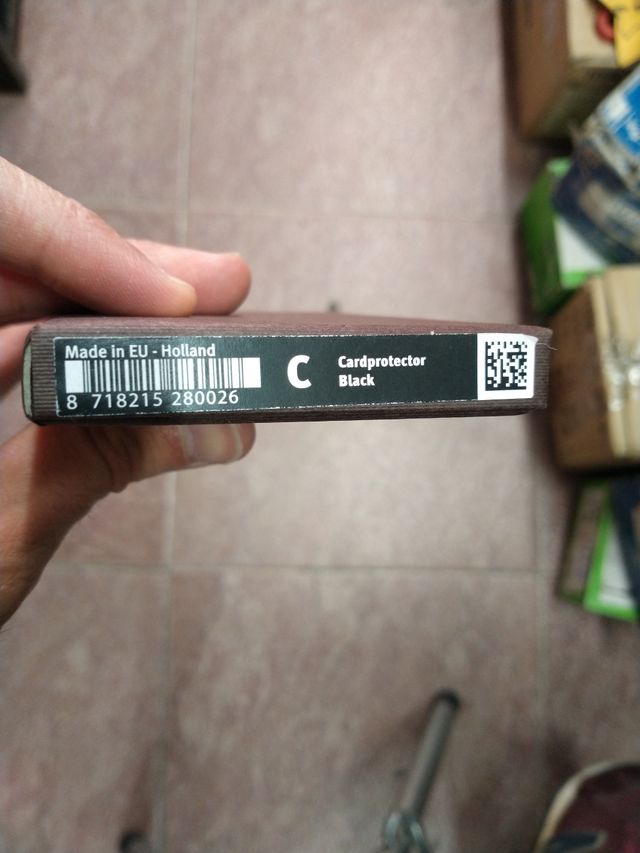 Made in EU - Holland
8 718215 280026
C
Cardprotector
Black